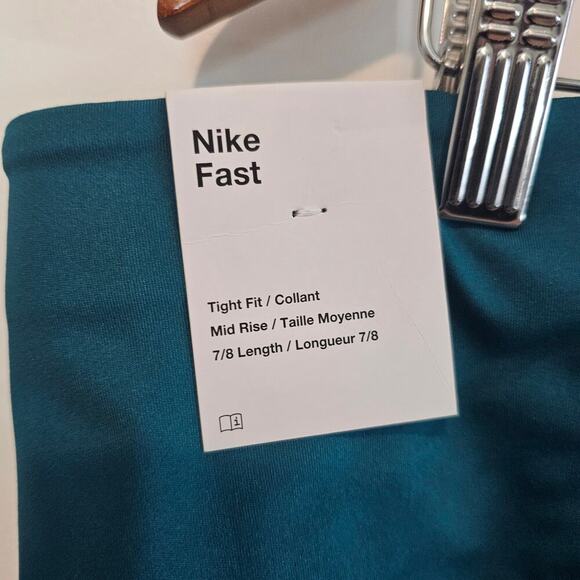 Nike
Fast
Tight Fit / Collant
Mid Rise / Taille Moyenne
7/8 Length / Longueur 7/8
i